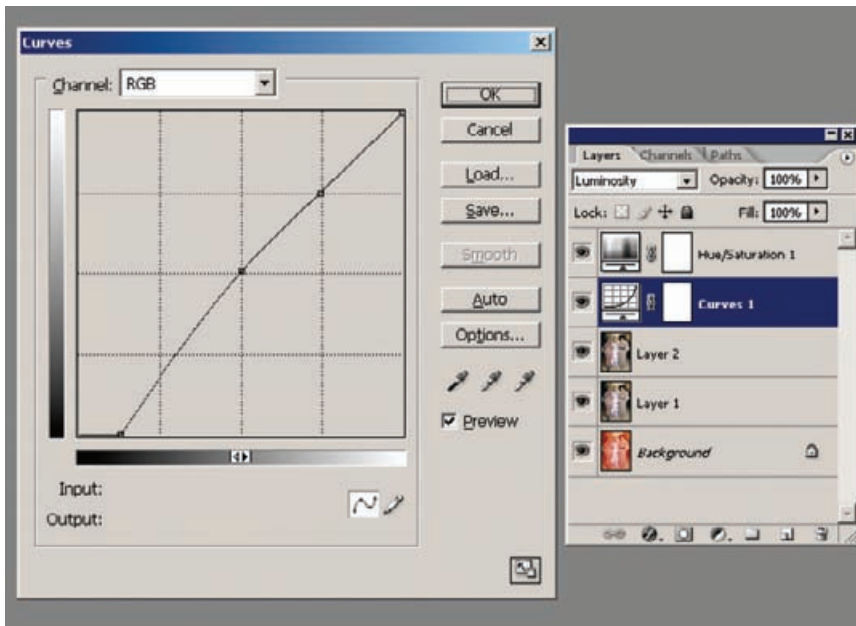 Curves
Channel: RGB
OK
Cancel
Load...
Save...
Smooth
Auto
Options...
Preview
Input:
Output:
Layers Channels Paths
Luminosity Opacity: 100%
Lock: Fill: 100%
Hue/Saturation 1
Curves 1
Layer 2
Layer 1
Background